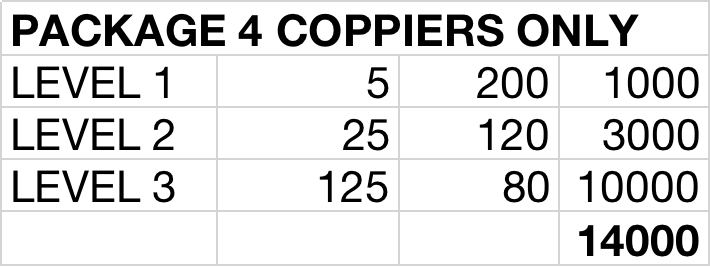 PACKAGE 4 COPPIERS ONLY
LEVEL 1 5 200 1000
LEVEL 2 25 120 3000
LEVEL 3 125 80 10000
14000